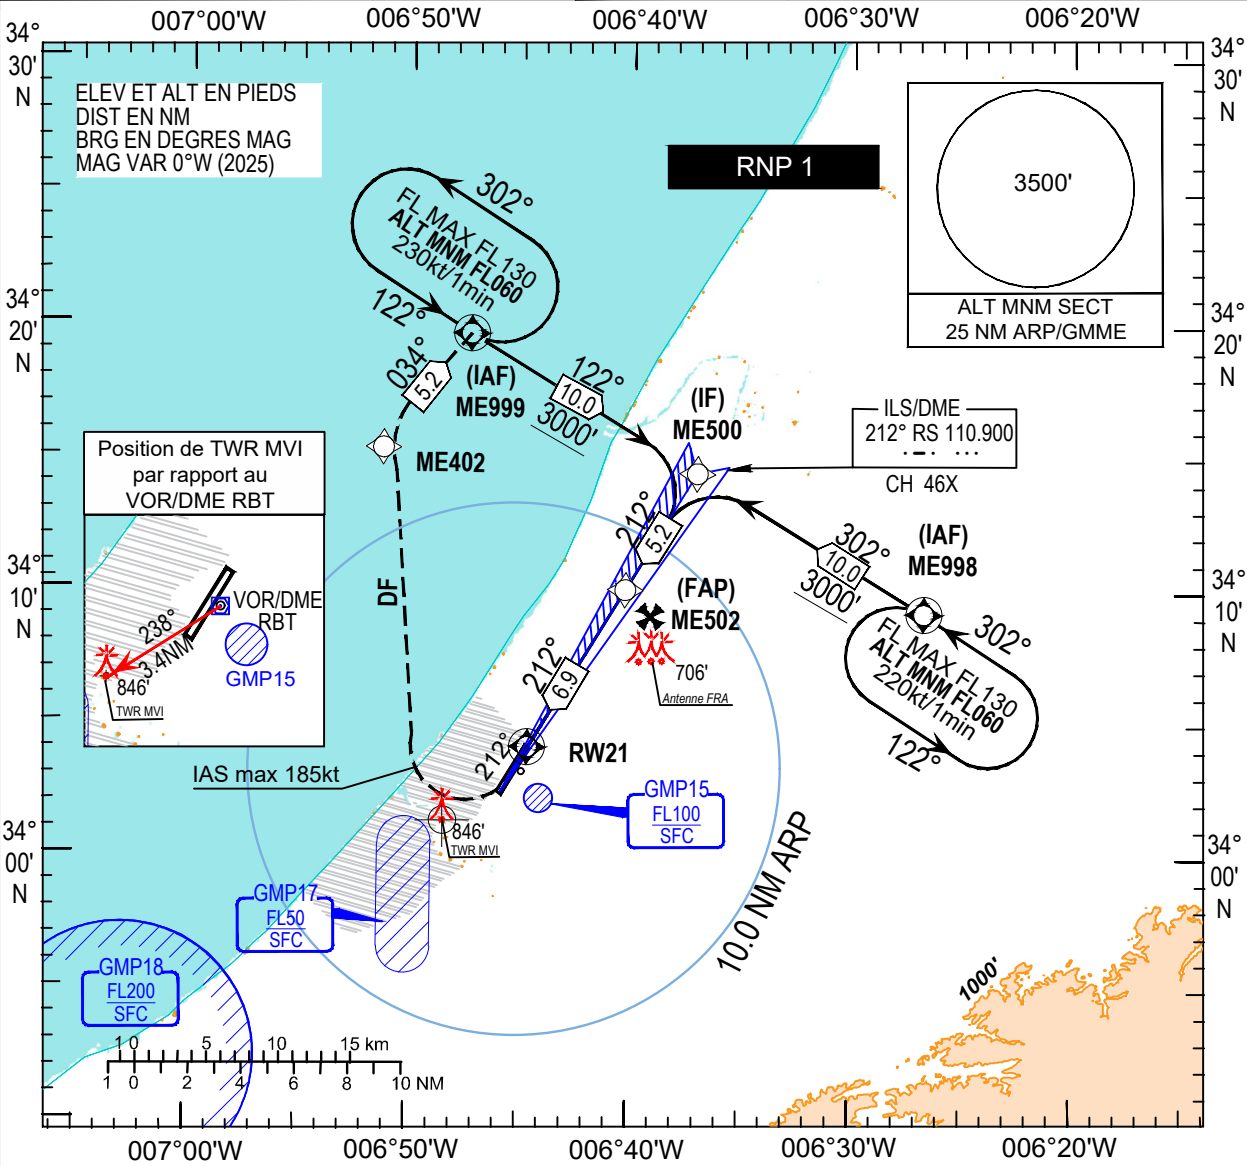 007°00'W
006°50'W
006°40'W
006°30'W
006°20'W
34°
30'
N
34°
30'
N
ELEV ET ALT EN PIEDS
DIST EN NM
BRG EN DEGRES MAG
MAG VAR 0°W (2025)
RNP 1
3500'
ALT MNM SECT
25 NM ARP/GMME
302°
FL MAX FL130
ALT MNM FL060
230kt/1min
122°
34°
20'
N
34°
20'
N
034°
5.2
(IAF)
ME999
122°
10.0
3000'
(IF)
ME500
ILS/DME
212° RS 110.900
· – ·   · · ·
CH 46X
ME402
Position de TWR MVI
par rapport au
VOR/DME RBT
VOR/DME
RBT
238°
3.4NM
GMP15
846'
TWR MVI
212°
5.2
302°
10.0
3000'
(IAF)
ME998
34°
10'
N
34°
10'
N
DF
(FAP)
ME502
706'
Antenne FRA
302°
FL MAX FL130
ALT MNM FL060
220kt/1min
122°
212°
6.9
212°
RW21
IAS max 185kt
GMP15
FL100
SFC
846'
TWR MVI
34°
00'
N
34°
00'
N
10.0 NM ARP
GMP17
FL50
SFC
GMP18
FL200
SFC
1000'
1 0 5 10 15 km
1 0 2 4 6 8 10 NM
007°00'W
006°50'W
006°40'W
006°30'W
006°20'W